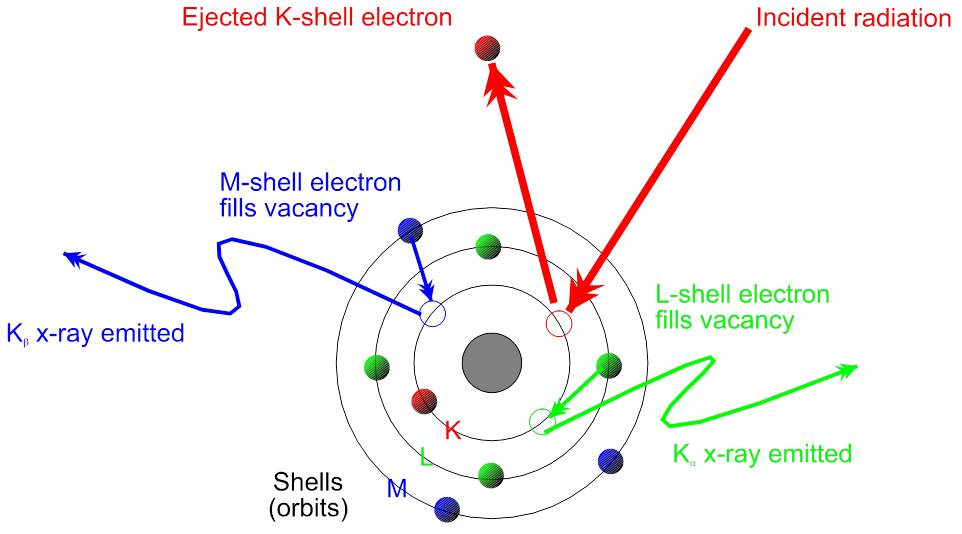 Ejected K-shell electron
Incident radiation
M-shell electron
fills vacancy
L-shell electron
fills vacancy
Kβ x-ray emitted
K
L
Kα x-ray emitted
Shells
(orbits)
M